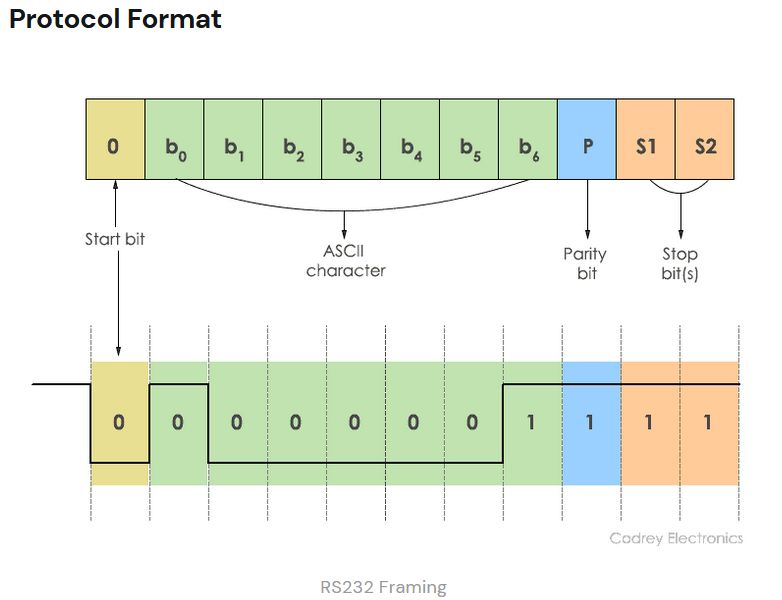 Protocol Format
0 b0 b1 b2 b3 b4 b5 b6 P S1 S2
Start bit
ASCII
character
Parity
bit
Stop
bit(s)
0 0 0 0 0 0 0 1 1 1 1
Cadrey Electronics
RS232 Framing